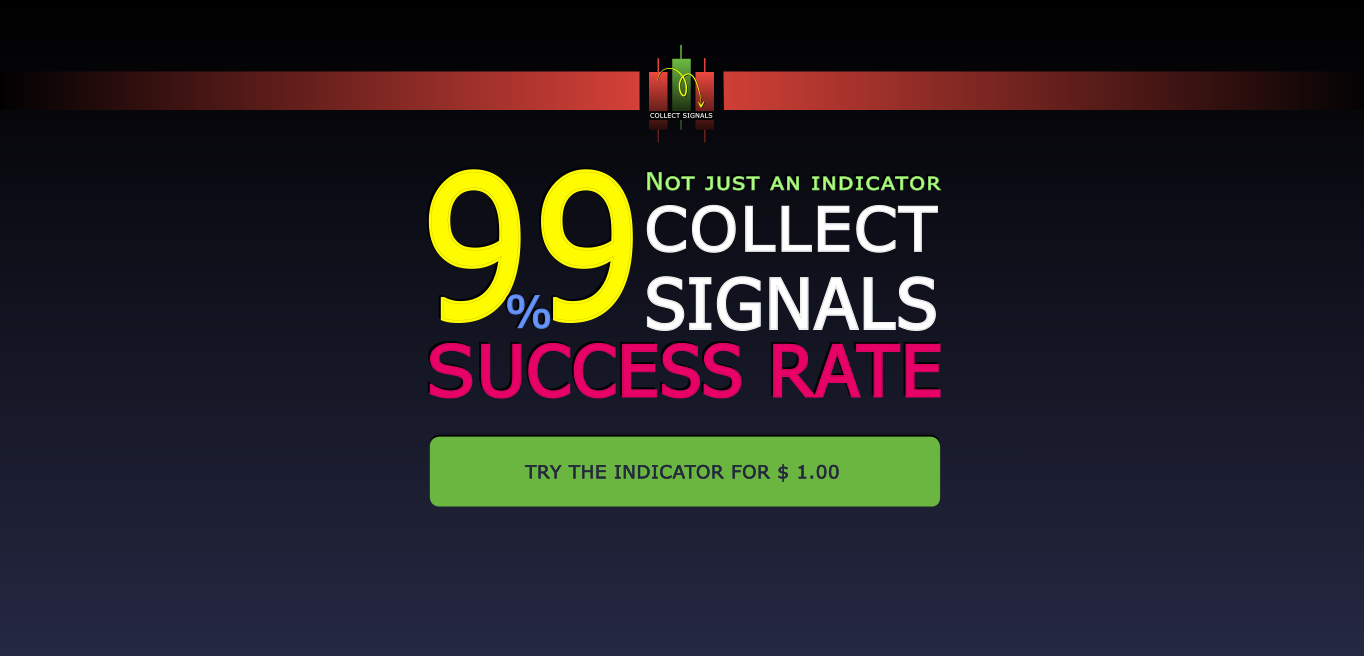 COLLECT SIGNALS
99
%
NOT JUST AN INDICATOR
COLLECT
SIGNALS
SUCCESS RATE
TRY THE INDICATOR FOR $ 1.00